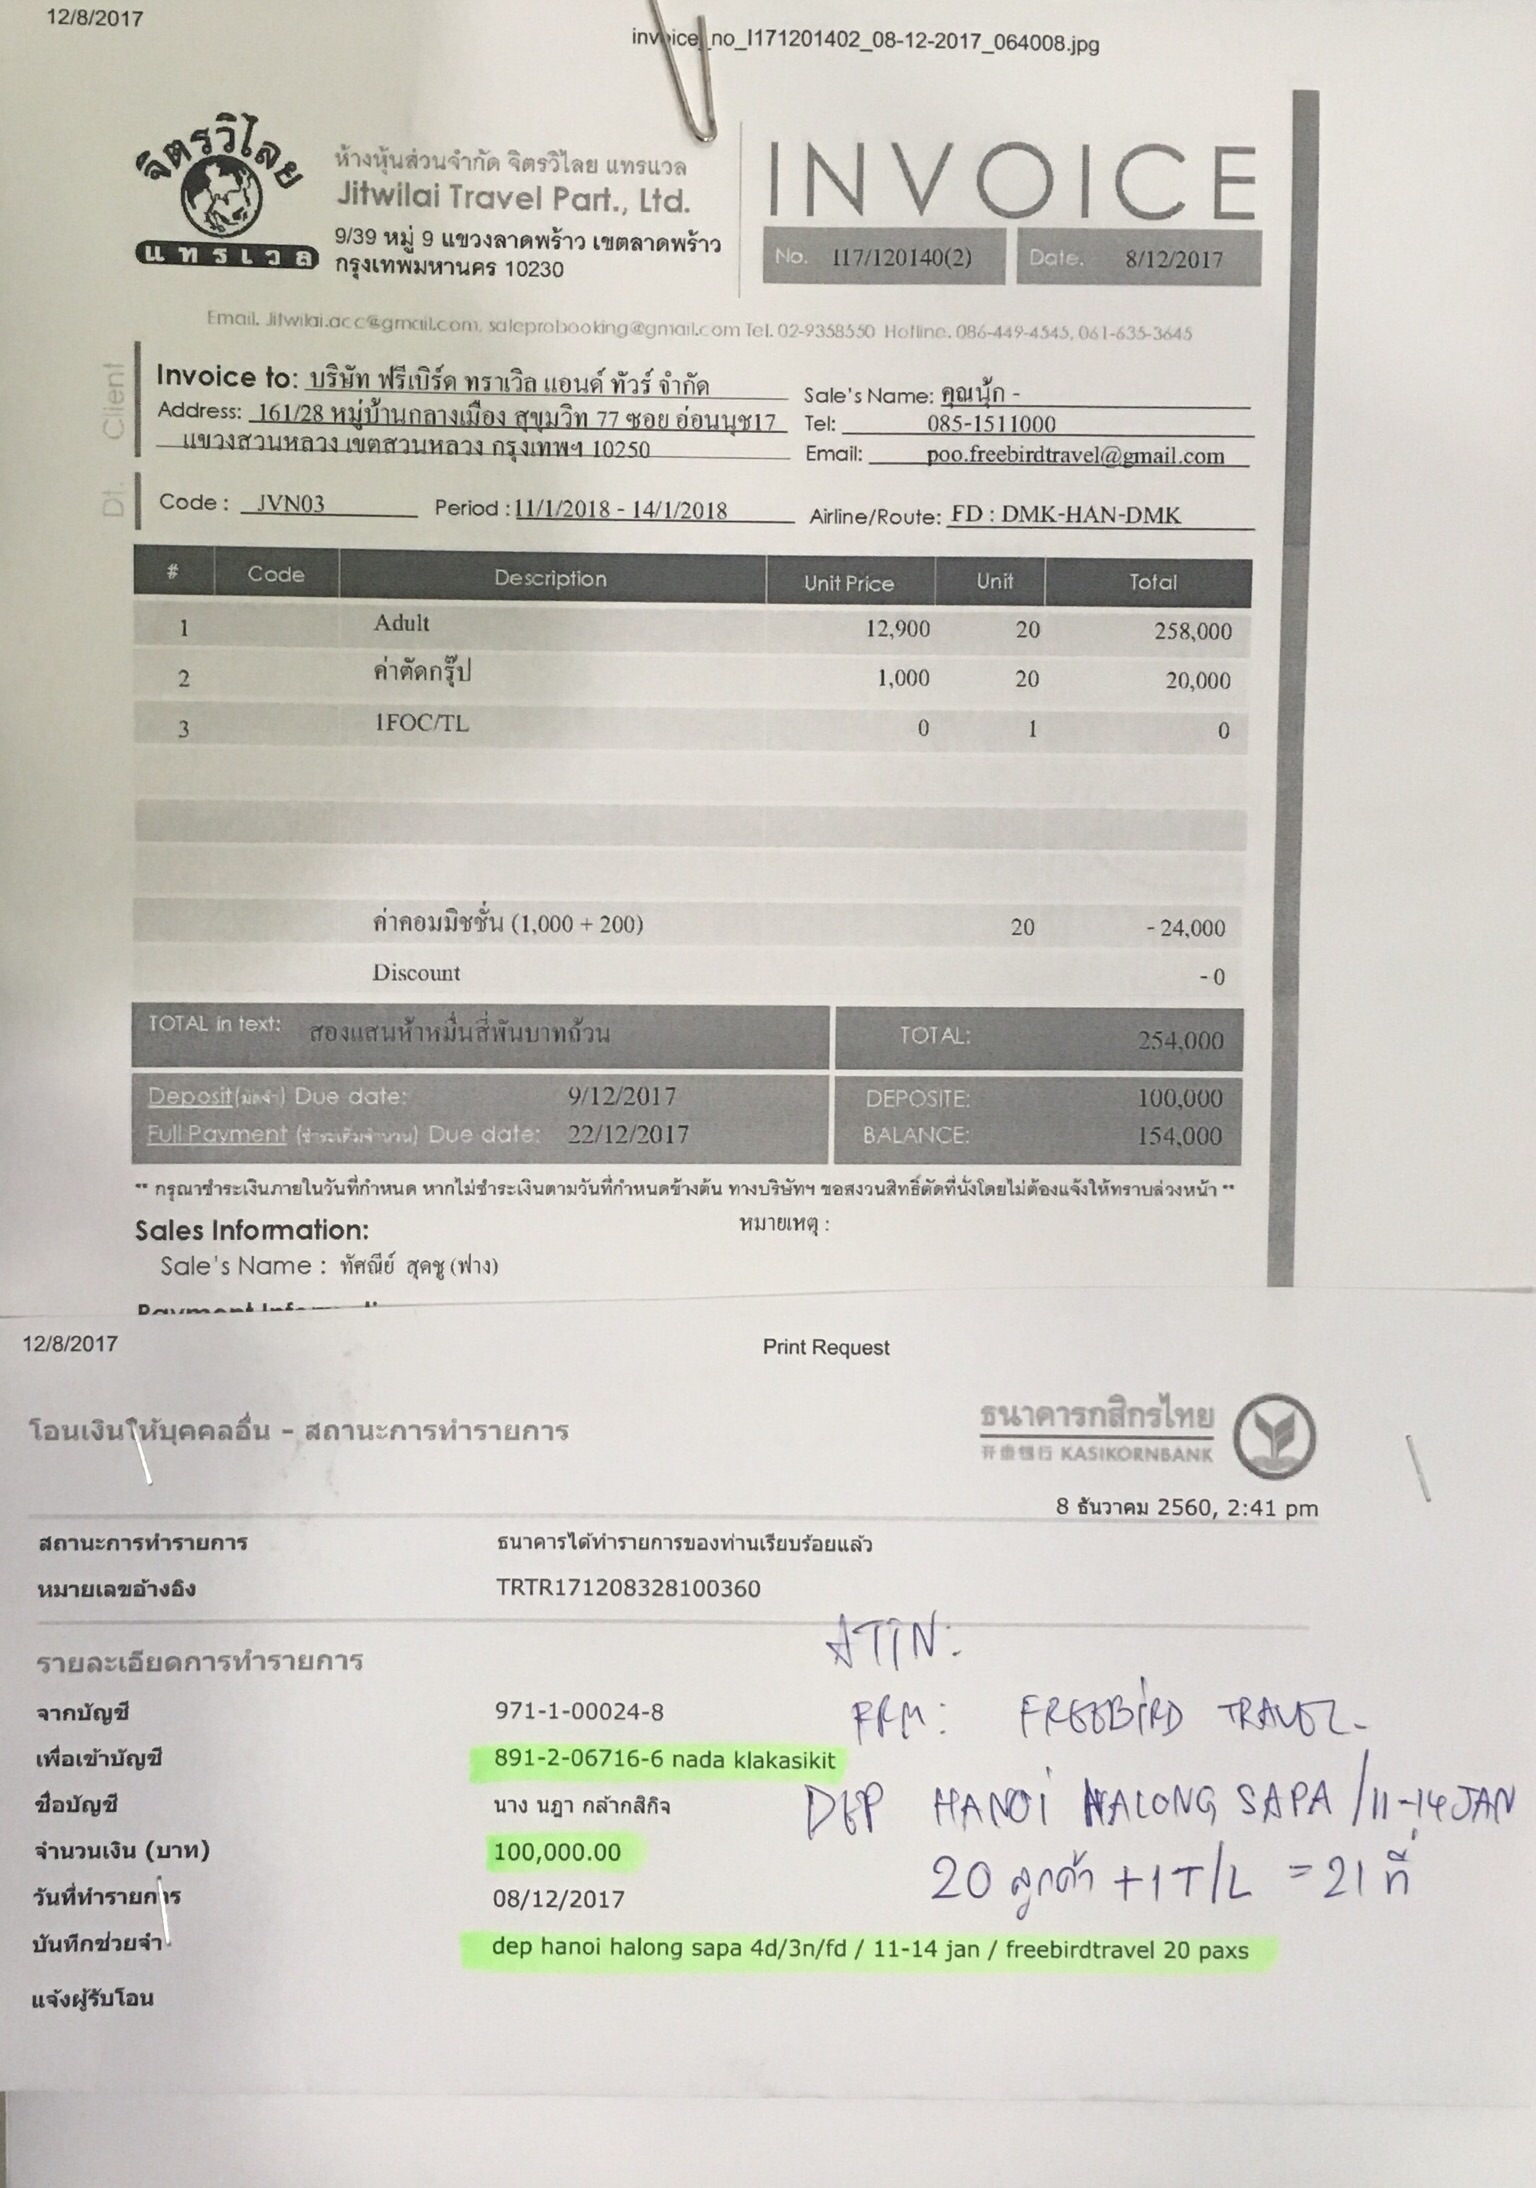 12/8/2017
invoice_no_I171201402_08-12-2017_064008.jpg
จิตรวิไลย
แทรเวล
ห้างหุ้นส่วนจำกัด จิตรวิไลย แทรแวล
Jitwilai Travel Part., Ltd.
9/39 หมู่ 9 แขวงลาดพร้าว เขตลาดพร้าว
กรุงเทพมหานคร 10230
INVOICE
No. I17/120140(2)
Date. 8/12/2017
Email. Jitwilai.acc@gmail.com, saleprobooking@gmail.com Tel. 02-9358550 Hotline. 086-449-4545, 061-635-3645
Client
Invoice to: บริษัท ฟรีเบิร์ด ทราเวิล แอนด์ ทัวร์ จำกัด
Address: 161/28 หมู่บ้านกลางเมือง สุขุมวิท 77 ซอย อ่อนนุช17
แขวงสวนหลวง เขตสวนหลวง กรุงเทพฯ 10250
Sale's Name: คุณนุ้ก -
Tel: 085-1511000
Email: poo.freebirdtravel@gmail.com
Dt.
Code : JVN03 Period : 11/1/2018 - 14/1/2018 Airline/Route: FD : DMK-HAN-DMK
# Code Description Unit Price Unit Total
1 Adult 12,900 20 258,000
2 ค่าตัดกรุ๊ป 1,000 20 20,000
3 1FOC/TL 0 1 0
ค่าคอมมิชชั่น (1,000 + 200) 20 - 24,000
Discount - 0
TOTAL in text: สองแสนห้าหมื่นสี่พันบาทถ้วน TOTAL: 254,000
Deposit(มัดจำ) Due date: 9/12/2017 DEPOSITE: 100,000
Full Payment (ชำระเต็มจำนวน) Due date: 22/12/2017 BALANCE: 154,000
** กรุณาชำระเงินภายในวันที่กำหนด หากไม่ชำระเงินตามวันที่กำหนดข้างต้น ทางบริษัทฯ ขอสงวนสิทธิ์ตัดที่นั่งโดยไม่ต้องแจ้งให้ทราบล่วงหน้า **
Sales Information: หมายเหตุ :
Sale's Name : ทัศณีย์ สุดชู (ฟาง)
12/8/2017
Print Request
โอนเงินให้บุคคลอื่น - สถานะการทำรายการ
ธนาคารกสิกรไทย
开泰银行 KASIKORNBANK
8 ธันวาคม 2560, 2:41 pm
สถานะการทำรายการ ธนาคารได้ทำรายการของท่านเรียบร้อยแล้ว
หมายเลขอ้างอิง TRTR171208328100360
รายละเอียดการทำรายการ
จากบัญชี 971-1-00024-8
เพื่อเข้าบัญชี 891-2-06716-6 nada klakasikit
ชื่อบัญชี นาง นฎา กล้ากสิกิจ
จำนวนเงิน (บาท) 100,000.00
วันที่ทำรายการ 08/12/2017
บันทึกช่วยจำ dep hanoi halong sapa 4d/3n/fd / 11-14 jan / freebirdtravel 20 paxs
แจ้งผู้รับโอน
ATTN:
FRM: FREEBIRD TRAVEL
DEP HANOI HALONG SAPA / 11-14 JAN
20 ลูกค้า + 1 T/L = 21 ที่